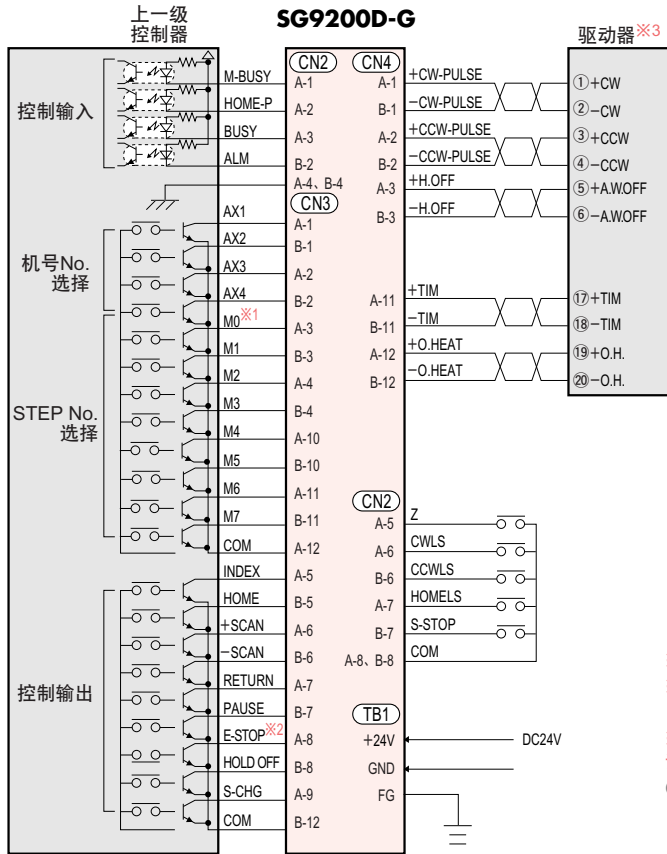 上一级
控制器
SG9200D-G
驱动器※3
控制输入
M-BUSY
HOME-P
BUSY
ALM
CN2
A-1
A-2
A-3
B-2
A-4、B-4
CN4
A-1
B-1
A-2
B-2
A-3
B-3
A-11
B-11
A-12
B-12
+CW-PULSE
−CW-PULSE
+CCW-PULSE
−CCW-PULSE
+H.OFF
−H.OFF
+TIM
−TIM
+O.HEAT
−O.HEAT
①+CW
②−CW
③+CCW
④−CCW
⑤+A.W.OFF
⑥−A.W.OFF
⑰+TIM
⑱−TIM
⑲+O.H.
⑳−O.H.
机号No.
选择
STEP No.
选择
AX1
AX2
AX3
AX4
M0※1
M1
M2
M3
M4
M5
M6
M7
COM
CN3
A-1
B-1
A-2
B-2
A-3
B-3
A-4
B-4
A-10
B-10
A-11
B-11
A-12
控制输出
INDEX
HOME
+SCAN
−SCAN
RETURN
PAUSE
E-STOP※2
HOLD OFF
S-CHG
COM
A-5
B-5
A-6
B-6
A-7
B-7
A-8
B-8
A-9
B-12
CN2
A-5
A-6
B-6
A-7
B-7
A-8、B-8
Z
CWLS
CCWLS
HOMELS
S-STOP
COM
TB1
+24V
GND
FG
DC24V